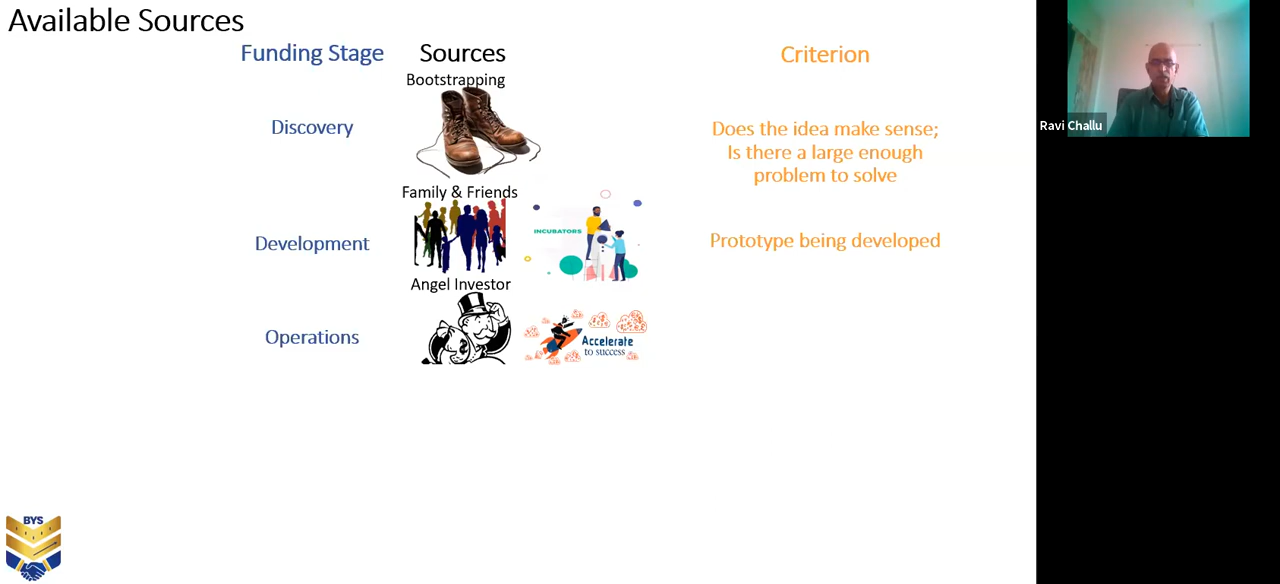 Available Sources
Funding Stage
Sources
Criterion
Bootstrapping
Discovery
Does the idea make sense;
Is there a large enough
problem to solve
Family & Friends
INCUBATORS
Development
Prototype being developed
Angel Investor
Operations
Accelerate
to success
Ravi Challu
BYS